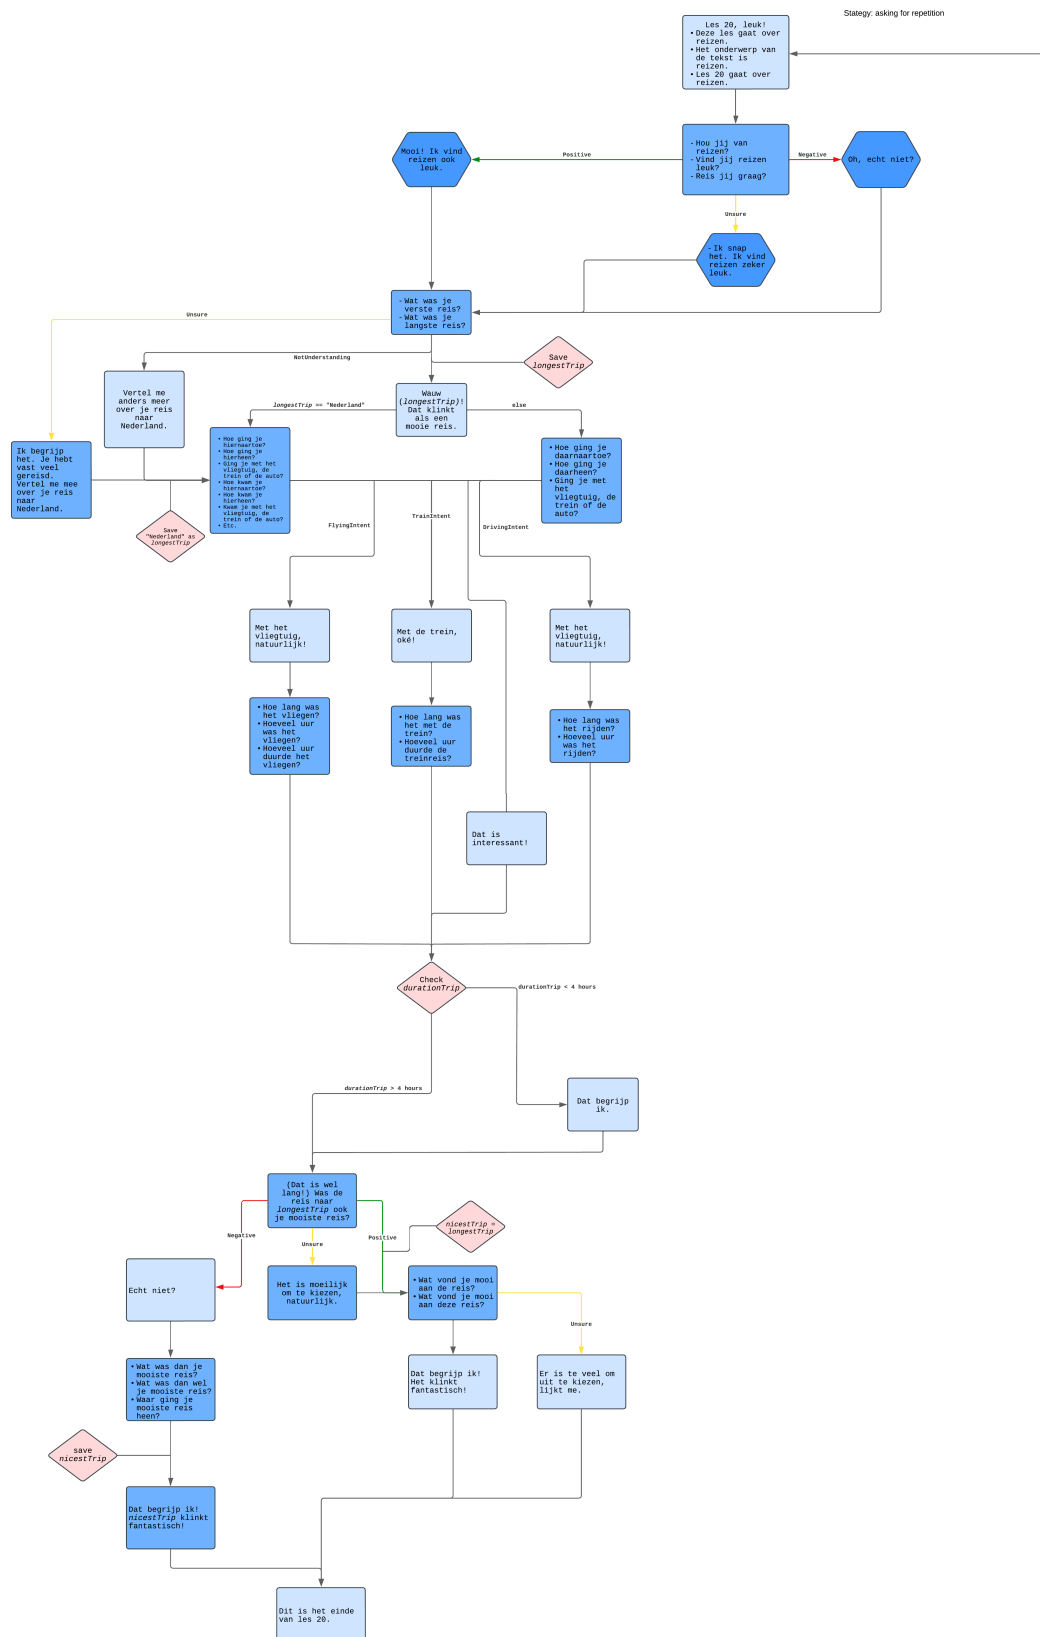 Stategy: asking for repetition
Les 20, leuk!
• Deze les gaat over
reizen.
• Het onderwerp van
de tekst is
reizen.
• Les 20 gaat over
reizen.
Mooi! Ik vind
reizen ook
leuk.
Positive
- Hou jij van
reizen?
- Vind jij reizen
leuk?
- Reis jij graag?
Negative
Oh, echt niet?
Unsure
- Ik snap
het. Ik vind
reizen zeker
leuk.
- Wat was je
verste reis?
- Wat was je
langste reis?
Unsure
NotUnderstanding
Save
longestTrip
Vertel me
anders meer
over je reis
naar
Nederland.
Wauw
(longestTrip)!
Dat klinkt
als een
mooie reis.
longestTrip == "Nederland"
else
Ik begrijp
het. Je hebt
vast veel
gereisd.
Vertel me mee
over je reis
naar
Nederland.
• Hoe ging je
hiernaartoe?
• Hoe ging je
hierheen?
• Ging je met het
vliegtuig, de
trein of de auto?
• Hoe kwam je
hiernaartoe?
• Hoe kwam je
hierheen?
• Kwam je met het
vliegtuig, de
trein of de auto?
• Etc.
• Hoe ging je
daarnaartoe?
• Hoe ging je
daarheen?
• Ging je met
het
vliegtuig, de
trein of de
auto?
Save
"Nederland" as
longestTrip
FlyingIntent
TrainIntent
DrivingIntent
Met het
vliegtuig,
natuurlijk!
Met de trein,
oké!
Met het
vliegtuig,
natuurlijk!
• Hoe lang was
het vliegen?
• Hoeveel uur
was het
vliegen?
• Hoeveel uur
duurde het
vliegen?
• Hoe lang was
het met de
trein?
• Hoeveel uur
duurde de
treinreis?
• Hoe lang was
het rijden?
• Hoeveel uur
was het
rijden?
Dat is
interessant!
Check
durationTrip
durationTrip < 4 hours
durationTrip > 4 hours
Dat begrijp
ik.
(Dat is wel
lang!) Was de
reis naar
longestTrip ook
je mooiste reis?
Negative
Unsure
Positive
nicestTrip =
longestTrip
Echt niet?
Het is moeilijk
om te kiezen,
natuurlijk.
• Wat vond je mooi
aan de reis?
• Wat vond je mooi
aan deze reis?
Unsure
• Wat was dan je
mooiste reis?
• Wat was dan wel
je mooiste reis?
• Waar ging je
mooiste reis
heen?
Dat begrijp ik!
Het klinkt
fantastisch!
Er is te veel om
uit te kiezen,
lijkt me.
save
nicestTrip
Dat begrijp ik!
nicestTrip klinkt
fantastisch!
Dit is het einde
van les 20.